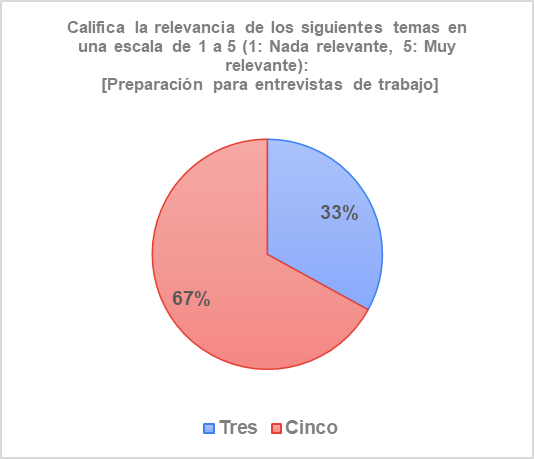 Califica la relevancia de los siguientes temas en
una escala de 1 a 5 (1: Nada relevante, 5: Muy
relevante):
[Preparación para entrevistas de trabajo]
33%
67%
Tres Cinco